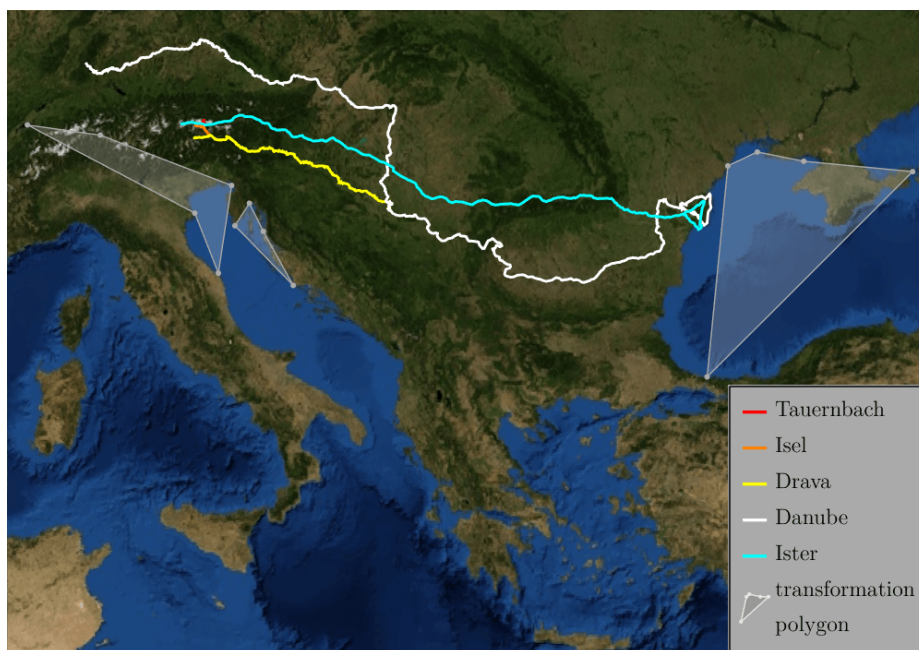 Tauernbach
Isel
Drava
Danube
Ister
transformation
polygon